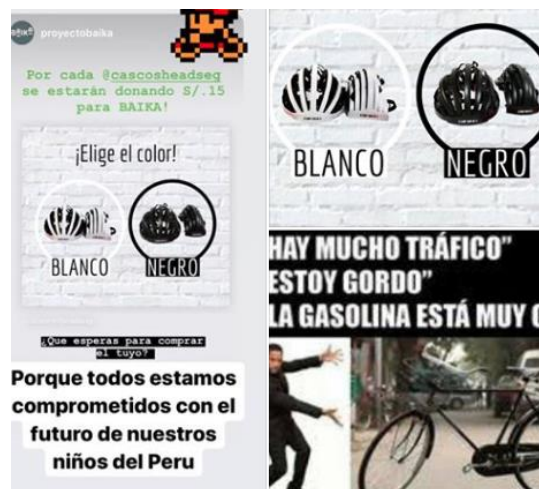 BAIKA proyectobaika
Por cada @cascosheadseg
se estarán donando S/.15
para BAIKA!
¡Elige el color!
BLANCO NEGRO
¿Que esperas para comprar
el tuyo?
Porque todos estamos
comprometidos con el
futuro de nuestros
niños del Peru
BLANCO NEGRO
HAY MUCHO TRÁFICO"
ESTOY GORDO"
LA GASOLINA ESTÁ MUY